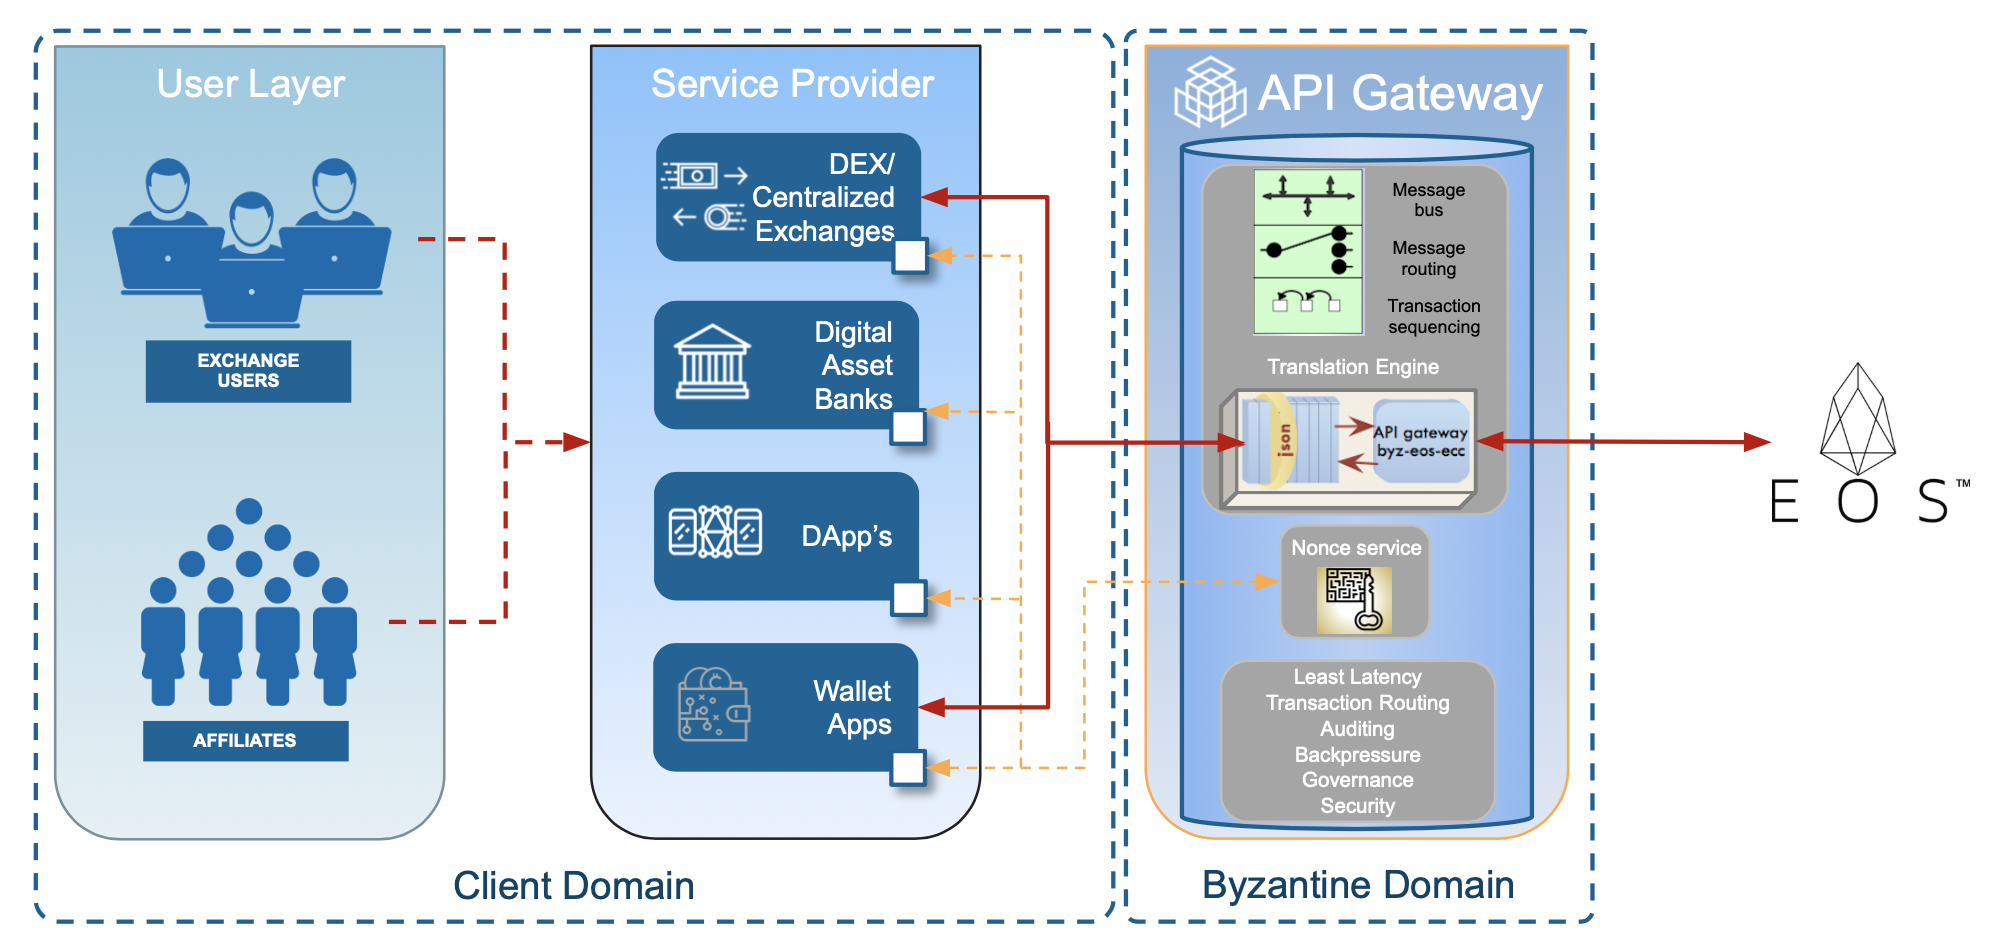 User Layer
EXCHANGE
USERS
AFFILIATES
Service Provider
DEX/
Centralized
Exchanges
Digital
Asset
Banks
DApp’s
Wallet
Apps
Client Domain
API Gateway
Message
bus
Message
routing
Transaction
sequencing
Translation Engine
json
API gateway
byz-eos-ecc
Nonce service
Least Latency
Transaction Routing
Auditing
Backpressure
Governance
Security
Byzantine Domain
EOS™